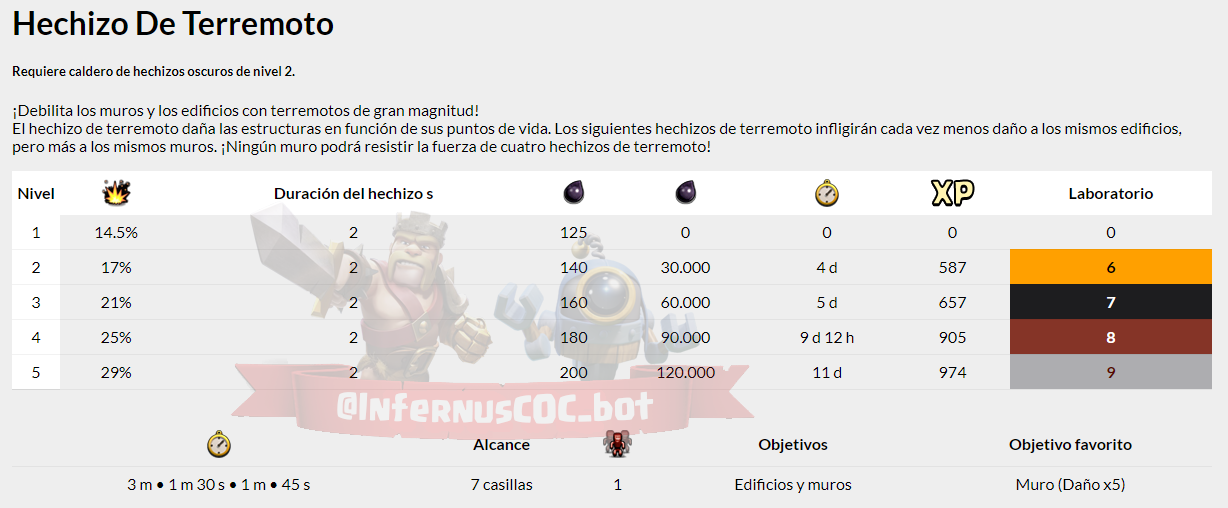 Hechizo De Terremoto
Requiere caldero de hechizos oscuros de nivel 2.
¡Debilita los muros y los edificios con terremotos de gran magnitud!
El hechizo de terremoto daña las estructuras en función de sus puntos de vida. Los siguientes hechizos de terremoto infligirán cada vez menos daño a los mismos edificios,
pero más a los mismos muros. ¡Ningún muro podrá resistir la fuerza de cuatro hechizos de terremoto!
Nivel Duración del hechizo s XP Laboratorio
1 14.5% 2 125 0 0 0 0
2 17% 2 140 30.000 4 d 587 6
3 21% 2 160 60.000 5 d 657 7
4 25% 2 180 90.000 9 d 12 h 905 8
5 29% 2 200 120.000 11 d 974 9
@InfernusCOC_bot
Alcance Objetivos Objetivo favorito
3 m • 1 m 30 s • 1 m • 45 s 7 casillas 1 Edificios y muros Muro (Daño x5)